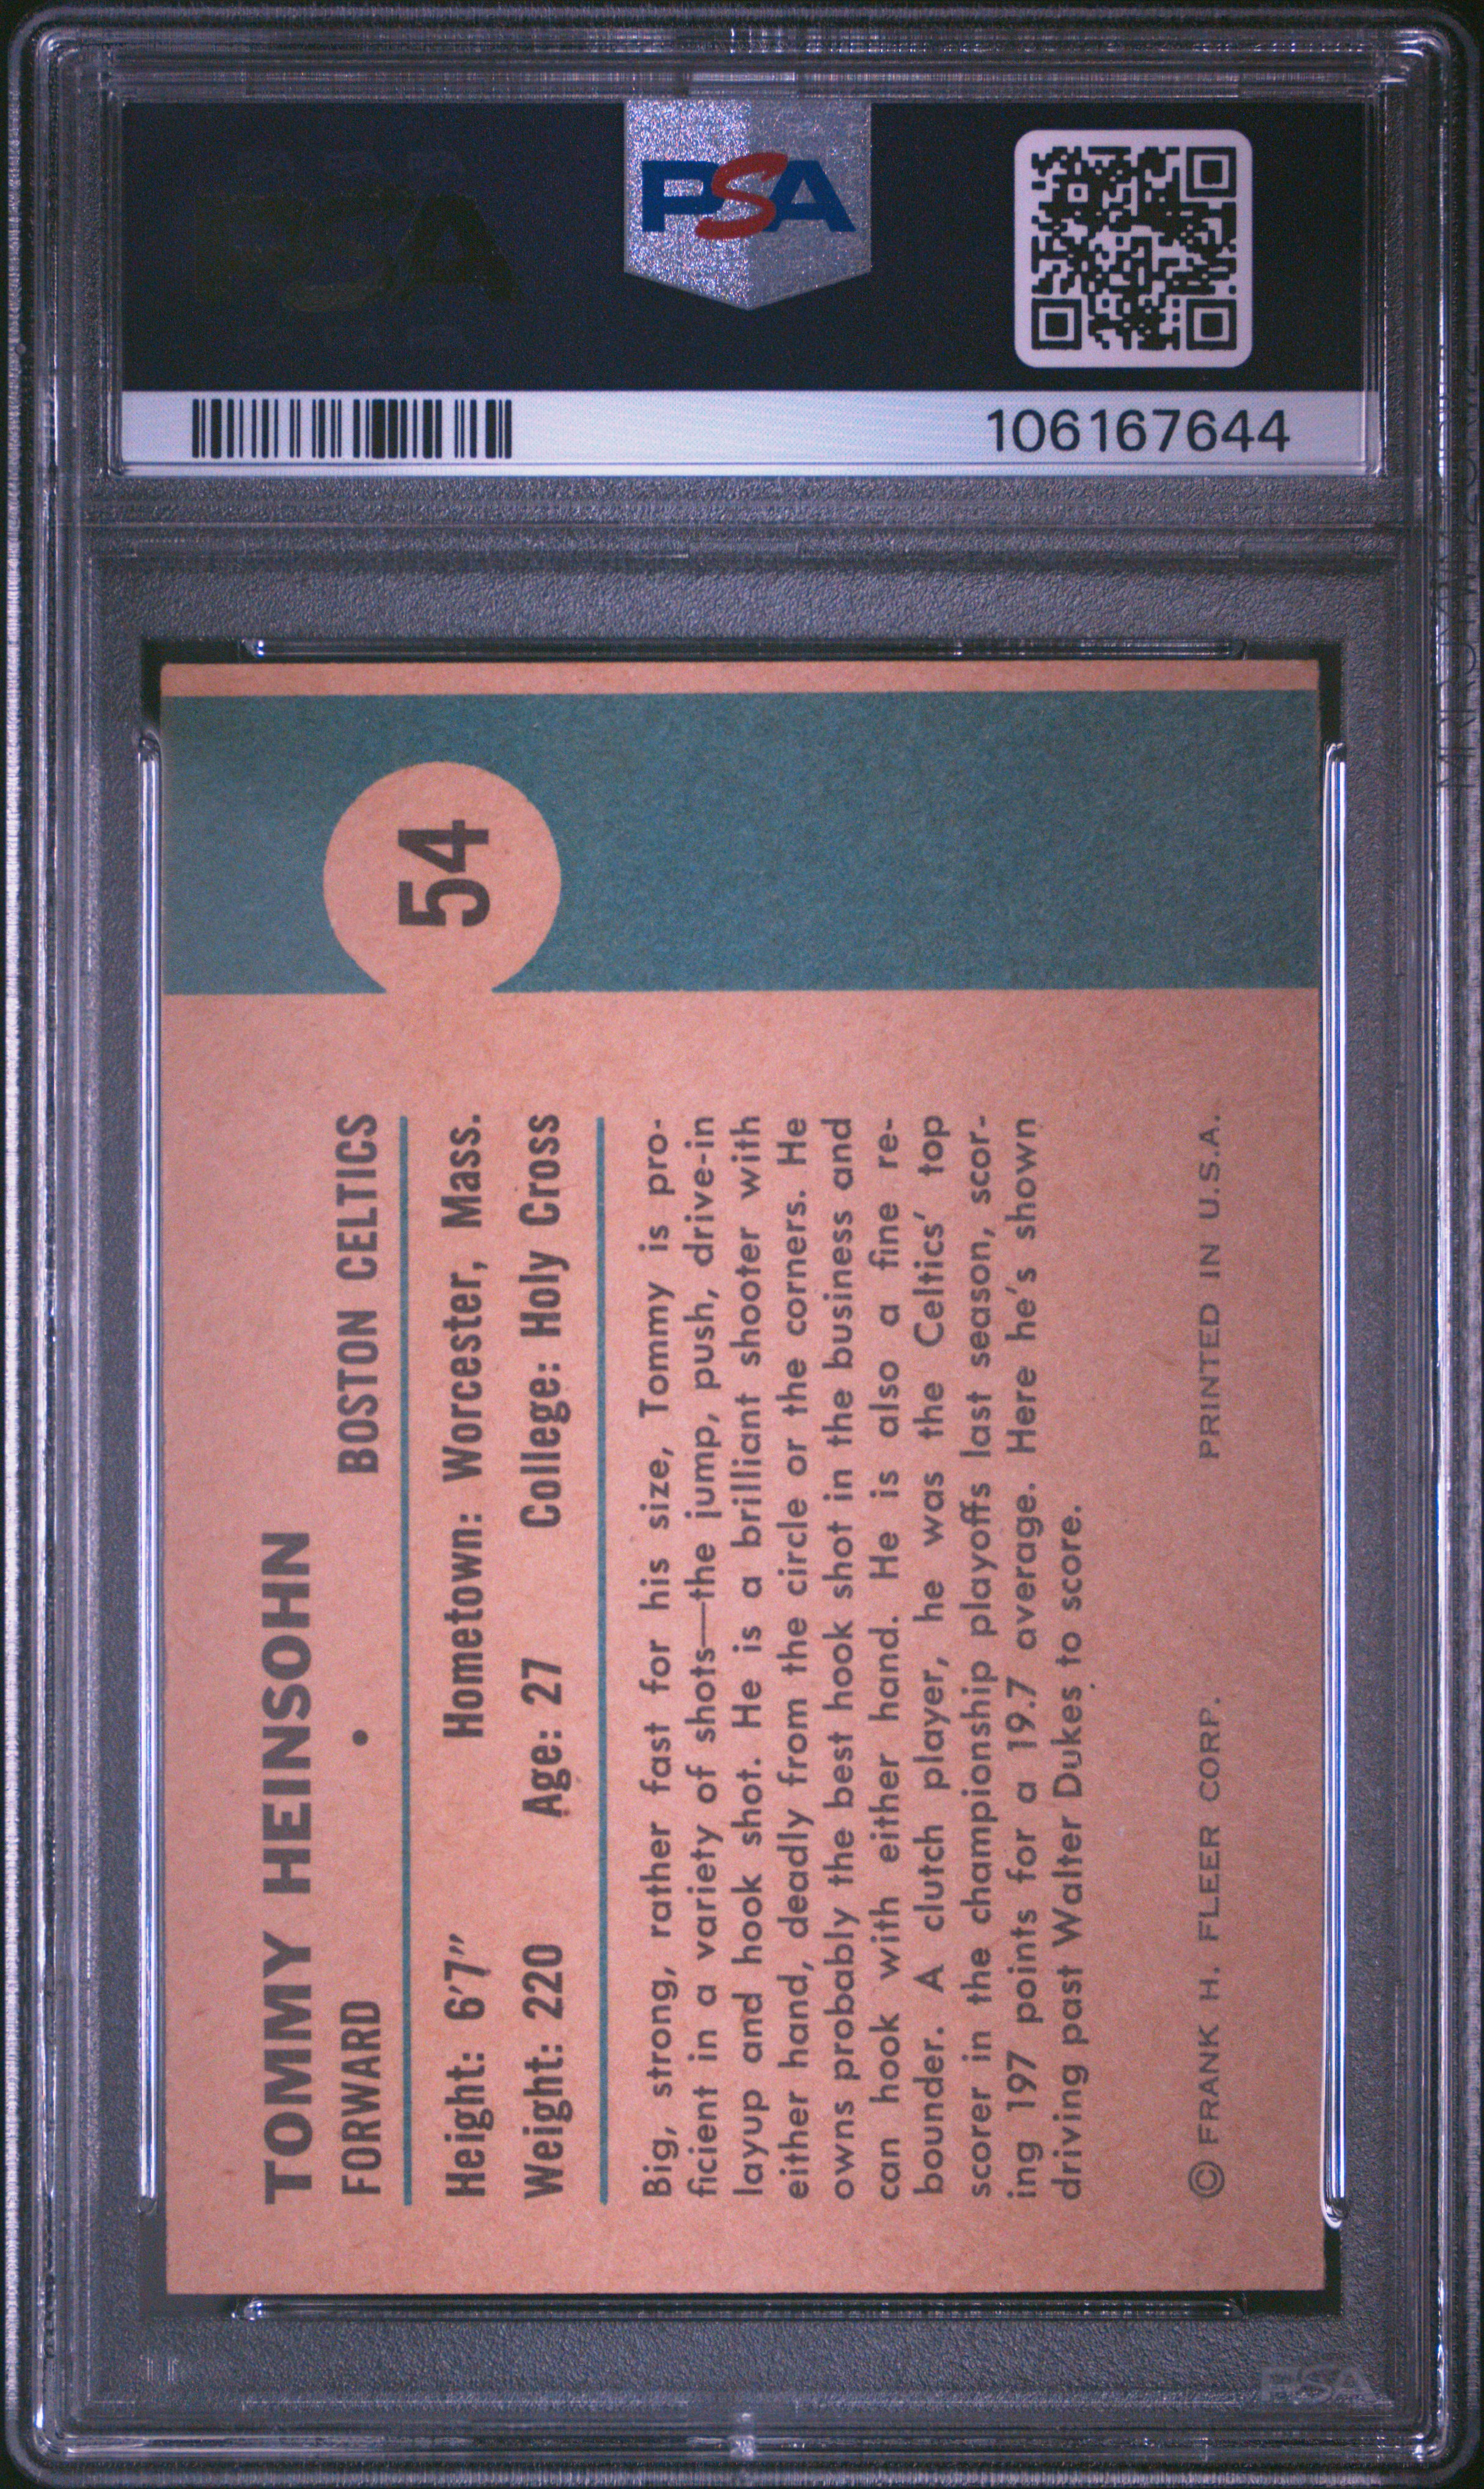 PSA
106167644
54
TOMMY HEINSOHN
FORWARD • BOSTON CELTICS
Height: 6'7" Hometown: Worcester, Mass.
Weight: 220 Age: 27 College: Holy Cross
Big, strong, rather fast for his size, Tommy is pro-
ficient in a variety of shots—the jump, push, drive-in
layup and hook shot. He is a brilliant shooter with
either hand, deadly from the circle or the corners. He
owns probably the best hook shot in the business and
can hook with either hand. He is also a fine re-
bounder. A clutch player, he was the Celtics' top
scorer in the championship playoffs last season, scor-
ing 197 points for a 19.7 average. Here he's shown
driving past Walter Dukes to score.
© FRANK H. FLEER CORP. PRINTED IN U.S.A.
PSA